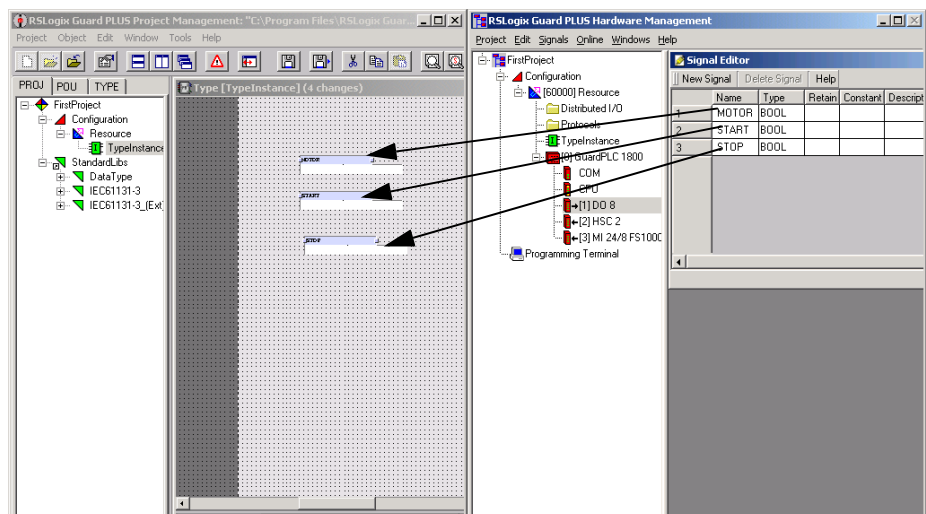 RSLogix Guard PLUS Project Management: "C:\Program Files\RSLogix Guar...
Project Object Edit Window Tools Help
PROJ POU TYPE
FirstProject
Configuration
Resource
TypeInstance
StandardLibs
DataType
IEC61131-3
IEC61131-3_(Ext
Type [TypeInstance] (4 changes)
MOTOR
START
STOP
RSLogix Guard PLUS Hardware Management
Project Edit Signals Online Windows Help
FirstProject
Configuration
[60000] Resource
Distributed I/O
Protocols
TypeInstance
[0] GuardPLC 1800
COM
CPU
[1] DO 8
[2] HSC 2
[3] MI 24/8 FS1000
Programming Terminal
Signal Editor
New Signal Delete Signal Help
Name Type Retain Constant Descript
1 MOTOR BOOL
2 START BOOL
3 STOP BOOL